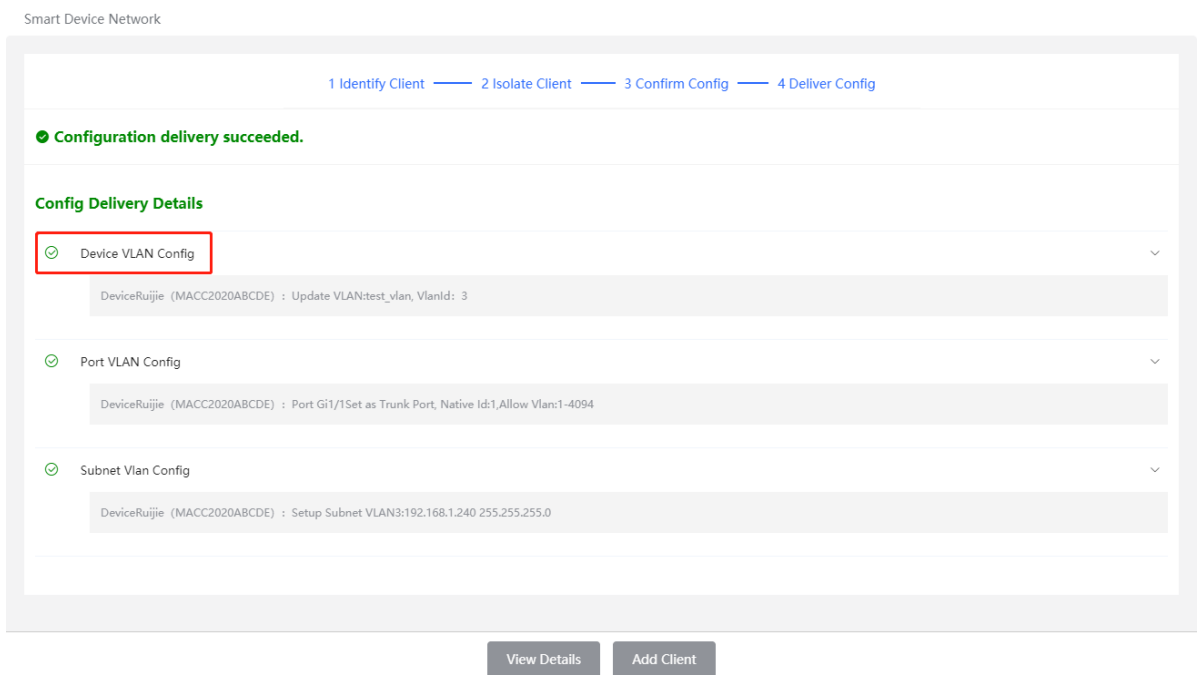 Smart Device Network
1 Identify Client 2 Isolate Client 3 Confirm Config 4 Deliver Config
Configuration delivery succeeded.
Config Delivery Details
Device VLAN Config
DeviceRuijie (MACC2020ABCDE) : Update VLAN:test_vlan, VlanId: 3
Port VLAN Config
DeviceRuijie (MACC2020ABCDE) : Port Gi1/1Set as Trunk Port, Native Id:1,Allow Vlan:1-4094
Subnet Vlan Config
DeviceRuijie (MACC2020ABCDE) : Setup Subnet VLAN3:192.168.1.240 255.255.255.0
View Details Add Client